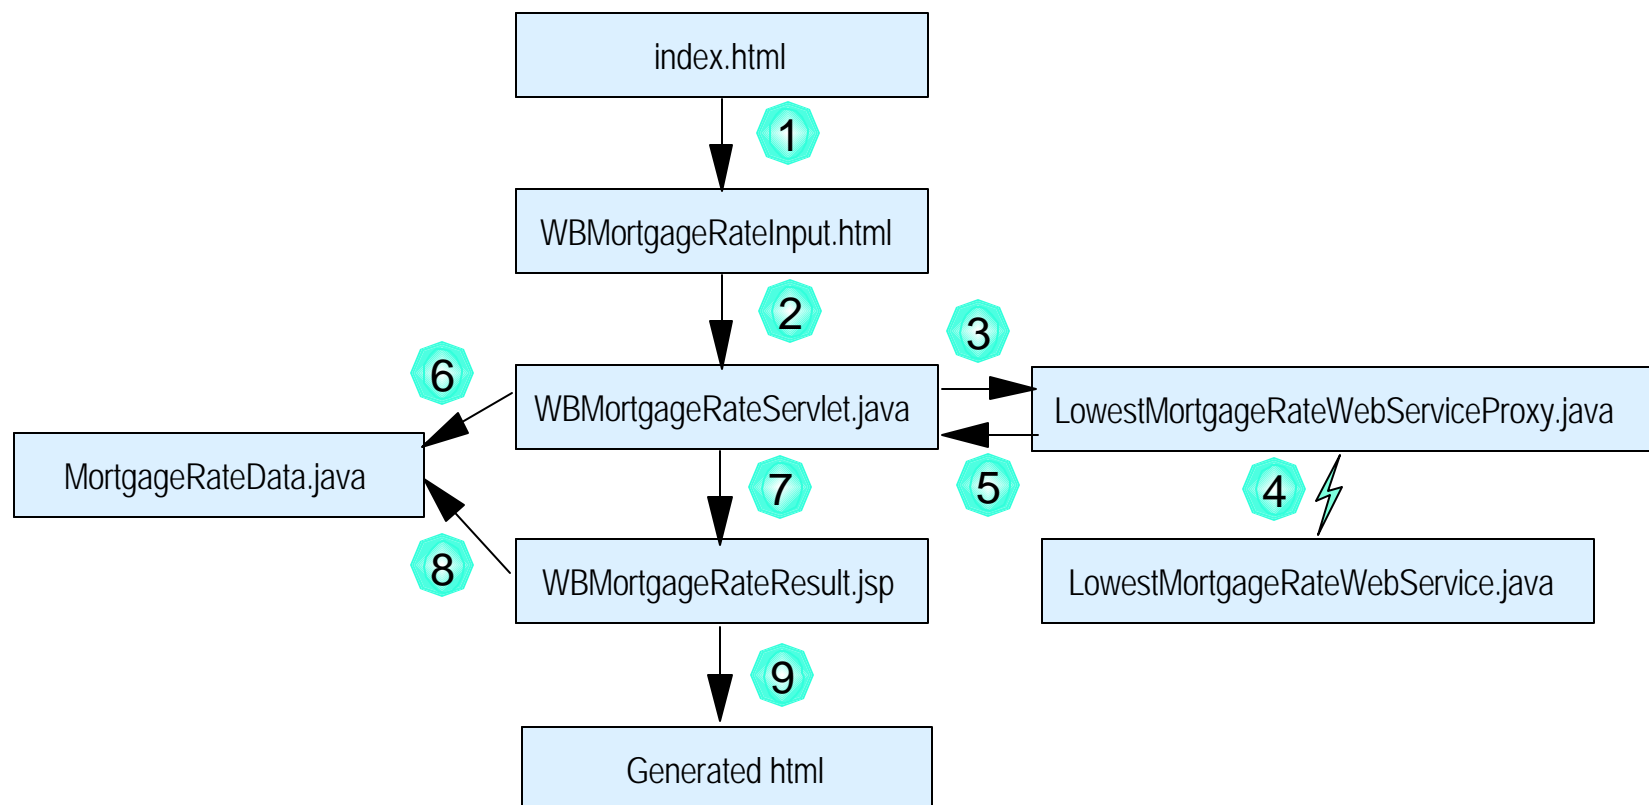 index.html
1
WBMortgageRateInput.html
2
3
6
WBMortgageRateServlet.java
LowestMortgageRateWebServiceProxy.java
MortgageRateData.java
7
5
4
8
WBMortgageRateResult.jsp
LowestMortgageRateWebService.java
9
Generated html